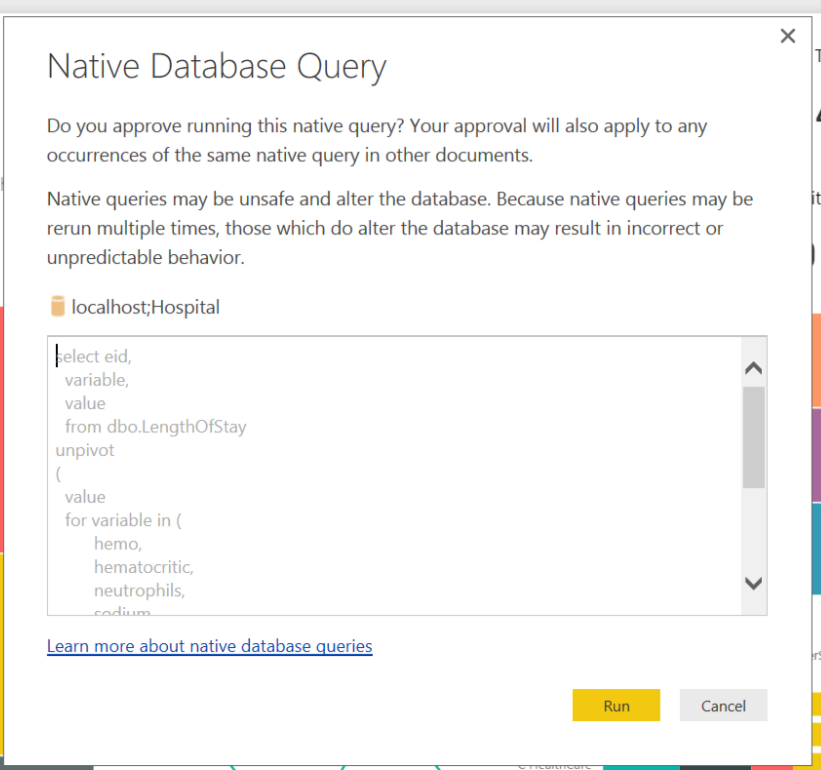 Native Database Query
Do you approve running this native query? Your approval will also apply to any
occurrences of the same native query in other documents.
Native queries may be unsafe and alter the database. Because native queries may be
rerun multiple times, those which do alter the database may result in incorrect or
unpredictable behavior.
localhost;Hospital
select eid,
variable,
value
from dbo.LengthOfStay
unpivot
(
value
for variable in (
hemo,
hematocritic,
neutrophils,
sodium
Learn more about native database queries
Run
Cancel